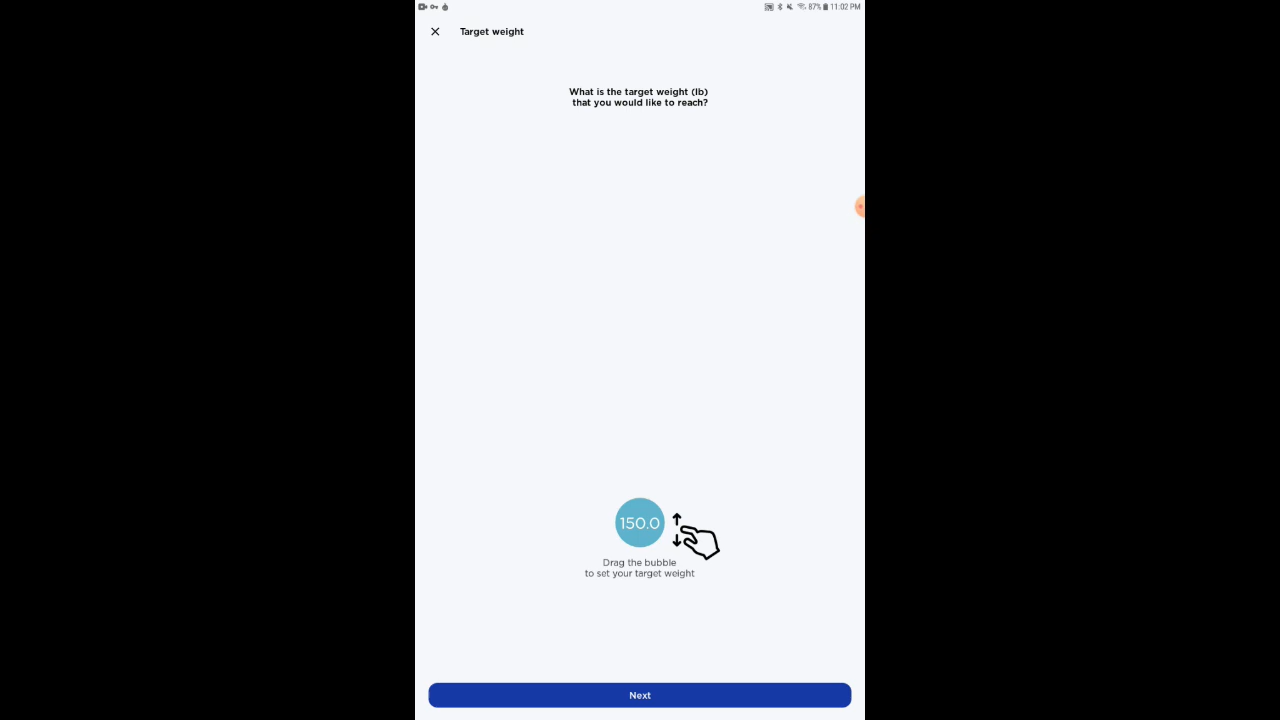 87% 11:02 PM
Target weight
What is the target weight (lb)
that you would like to reach?
150.0
Drag the bubble
to set your target weight
Next